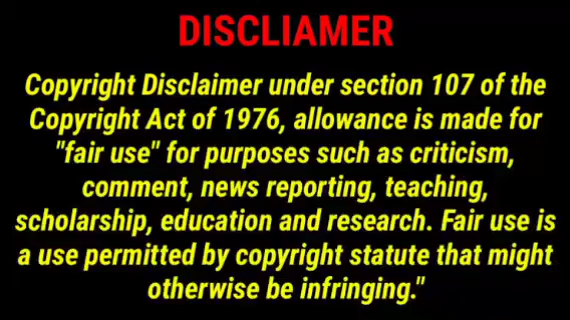 DISCLIAMER
Copyright Disclaimer under section 107 of the
Copyright Act of 1976, allowance is made for
"fair use" for purposes such as criticism,
comment, news reporting, teaching,
scholarship, education and research. Fair use is
a use permitted by copyright statute that might
otherwise be infringing."